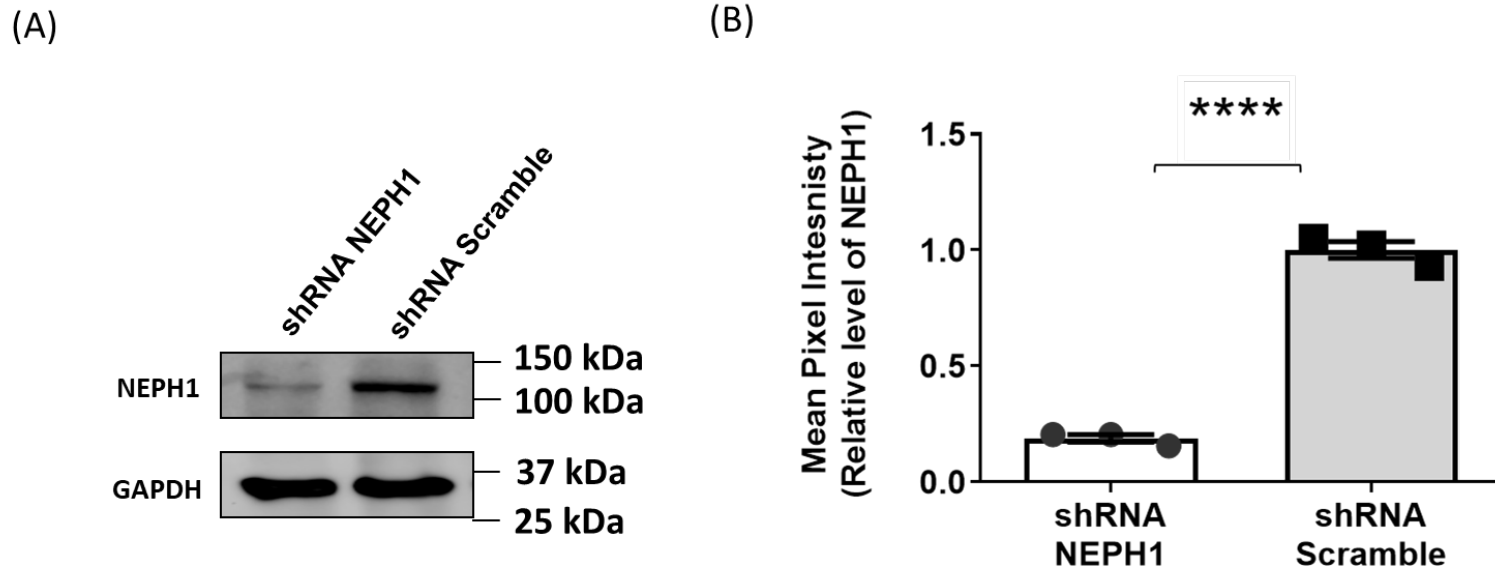 (A)
shRNA NEPH1
shRNA Scramble
NEPH1
150 kDa
100 kDa
GAPDH
37 kDa
25 kDa
(B)
****
Mean Pixel Intesnisty
(Relative level of NEPH1)
1.5
1.0
0.5
0.0
shRNA
NEPH1
shRNA
Scramble